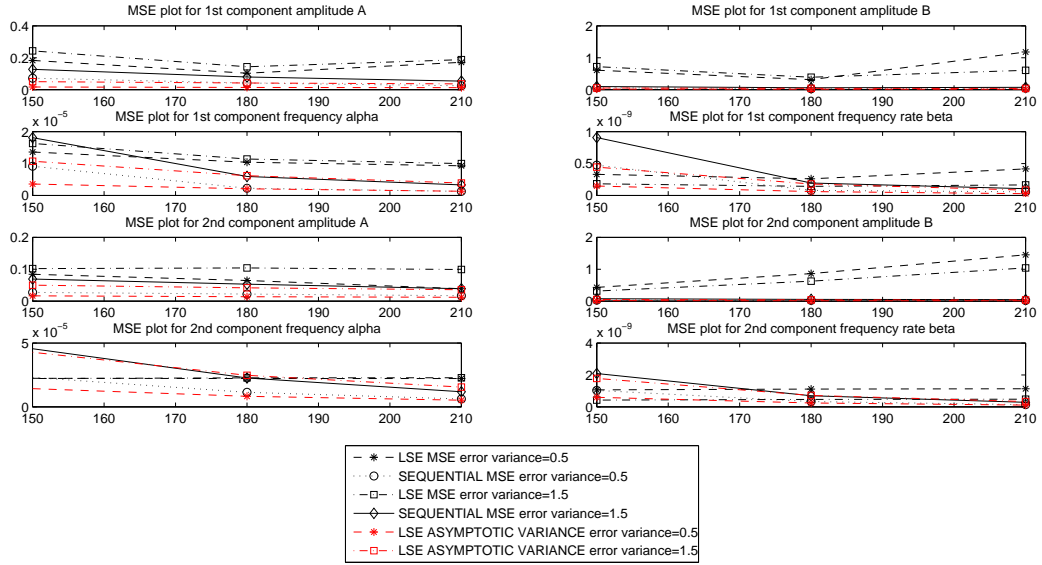 MSE plot for 1st component amplitude A
0.4
0.2
0
150 160 170 180 190 200 210
MSE plot for 1st component amplitude B
2
1
0
150 160 170 180 190 200 210
x 10^-5
MSE plot for 1st component frequency alpha
2
1
0
150 160 170 180 190 200 210
x 10^-9
MSE plot for 1st component frequency rate beta
1
0.5
0
150 160 170 180 190 200 210
MSE plot for 2nd component amplitude A
0.2
0.1
0
150 160 170 180 190 200 210
MSE plot for 2nd component amplitude B
2
1
0
150 160 170 180 190 200 210
x 10^-5
MSE plot for 2nd component frequency alpha
5
0
150 160 170 180 190 200 210
x 10^-9
MSE plot for 2nd component frequency rate beta
4
2
0
150 160 170 180 190 200 210
LSE MSE error variance=0.5
SEQUENTIAL MSE error variance=0.5
LSE MSE error variance=1.5
SEQUENTIAL MSE error variance=1.5
LSE ASYMPTOTIC VARIANCE error variance=0.5
LSE ASYMPTOTIC VARIANCE error variance=1.5